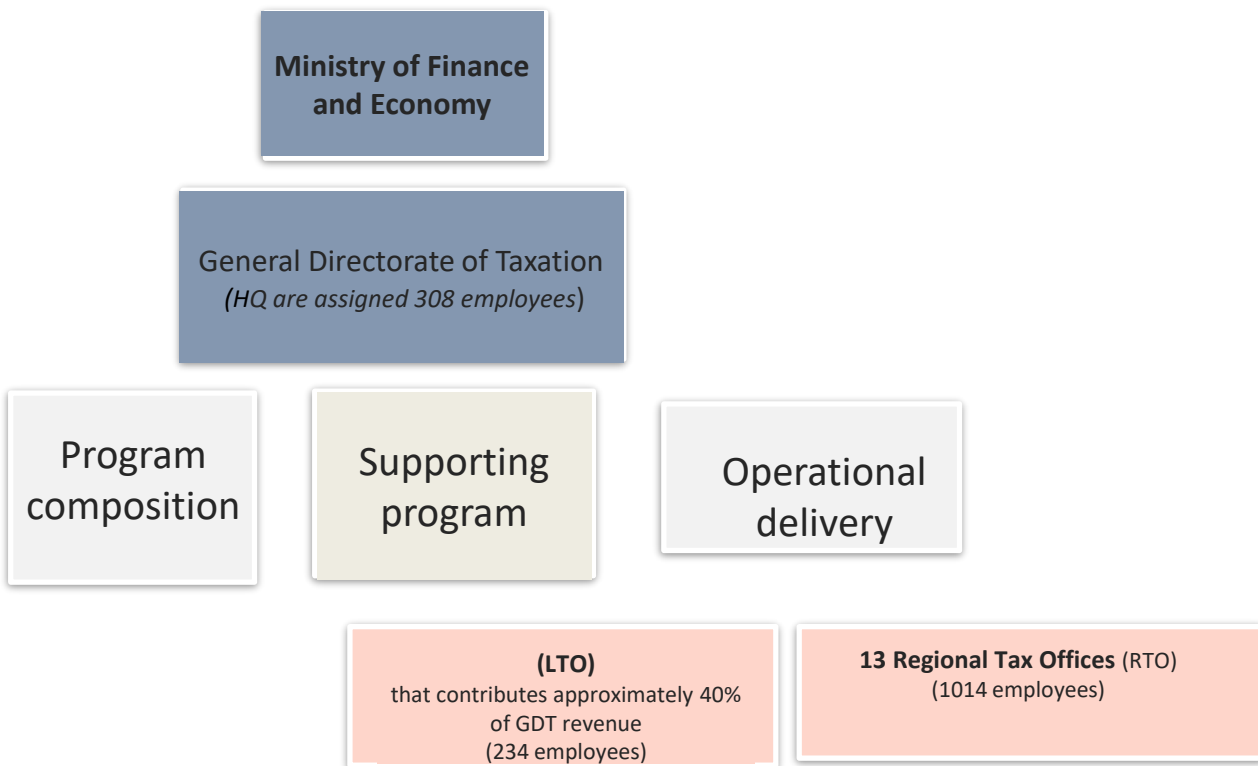 Ministry of Finance
and Economy
General Directorate of Taxation
(HQ are assigned 308 employees)
Program
composition
Supporting
program
Operational
delivery
(LTO)
that contributes approximately 40%
of GDT revenue
(234 employees)
13 Regional Tax Offices (RTO)
(1014 employees)